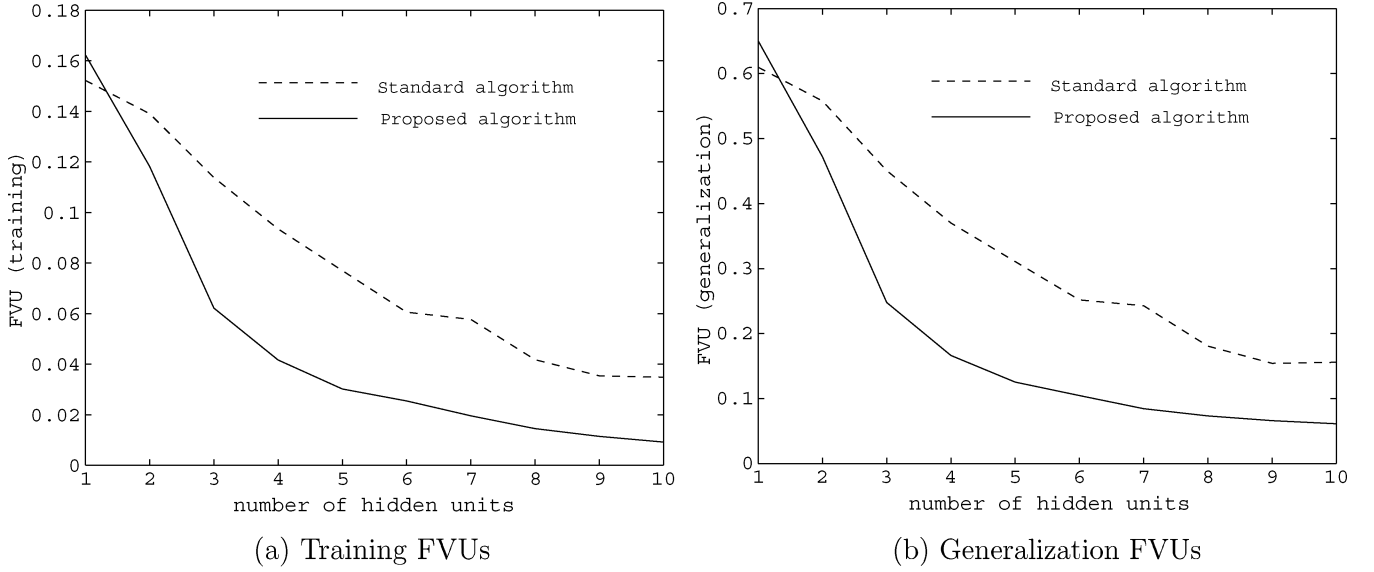 0.18
0.16
0.14
0.12
0.1
0.08
0.06
0.04
0.02
0
FVU (training)
Standard algorithm
Proposed algorithm
1 2 3 4 5 6 7 8 9 10
number of hidden units
(a) Training FVUs
0.7
0.6
0.5
0.4
0.3
0.2
0.1
0
FVU (generalization)
Standard algorithm
Proposed algorithm
1 2 3 4 5 6 7 8 9 10
number of hidden units
(b) Generalization FVUs